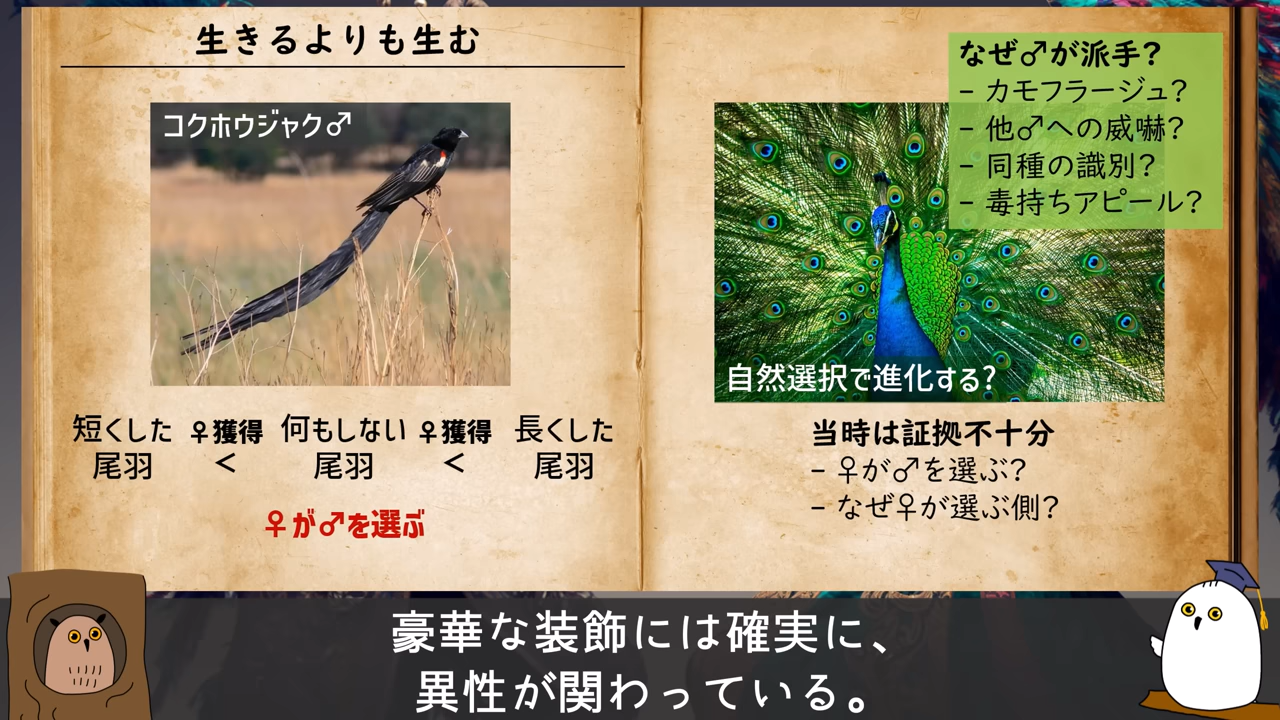 生きるよりも生む
コクホウジャク♂
短くした ♀獲得 何もしない ♀獲得 長くした
尾羽 < 尾羽 < 尾羽
♀が♂を選ぶ
なぜ♂が派手?
- カモフラージュ?
- 他♂への威嚇?
- 同種の識別?
- 毒持ちアピール?
自然選択で進化する?
当時は証拠不十分
- ♀が♂を選ぶ?
- なぜ♀が選ぶ側?
豪華な装飾には確実に、
異性が関わっている。